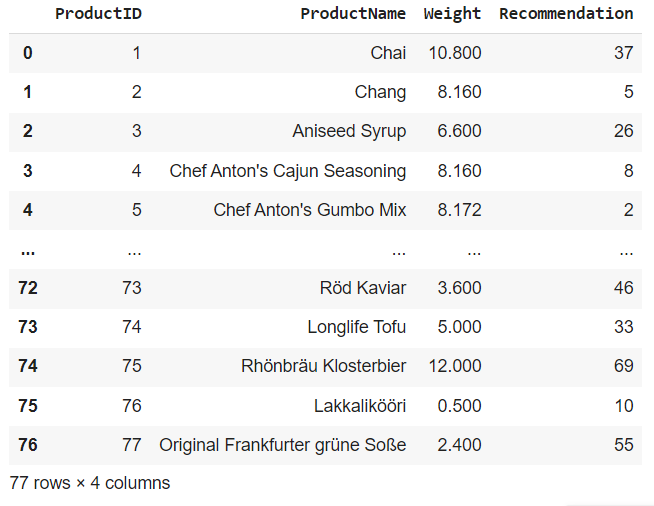 ProductID ProductName Weight Recommendation
0 1 Chai 10.800 37
1 2 Chang 8.160 5
2 3 Aniseed Syrup 6.600 26
3 4 Chef Anton's Cajun Seasoning 8.160 8
4 5 Chef Anton's Gumbo Mix 8.172 2
... ... ... ... ...
72 73 Röd Kaviar 3.600 46
73 74 Longlife Tofu 5.000 33
74 75 Rhönbräu Klosterbier 12.000 69
75 76 Lakkalikööri 0.500 10
76 77 Original Frankfurter grüne Soße 2.400 55
77 rows × 4 columns